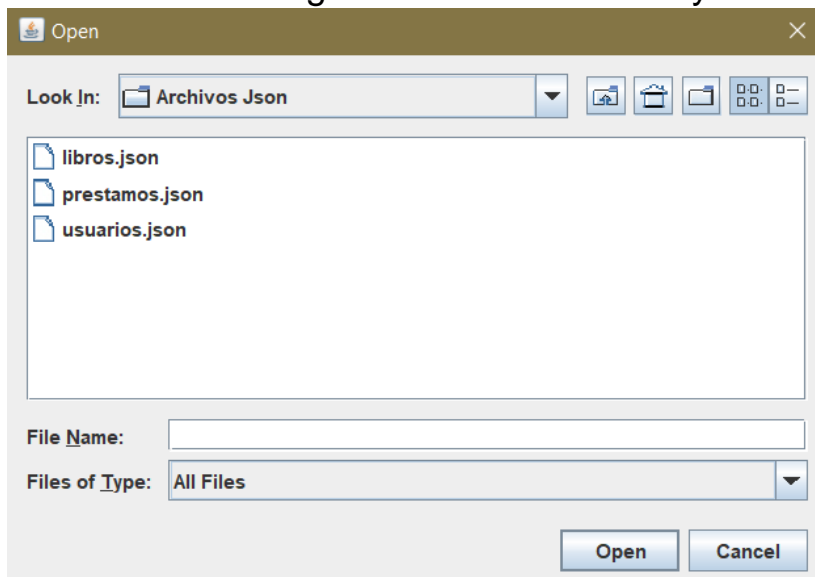 Open
Look In: Archivos Json
libros.json
prestamos.json
usuarios.json
File Name:
Files of Type: All Files
Open Cancel